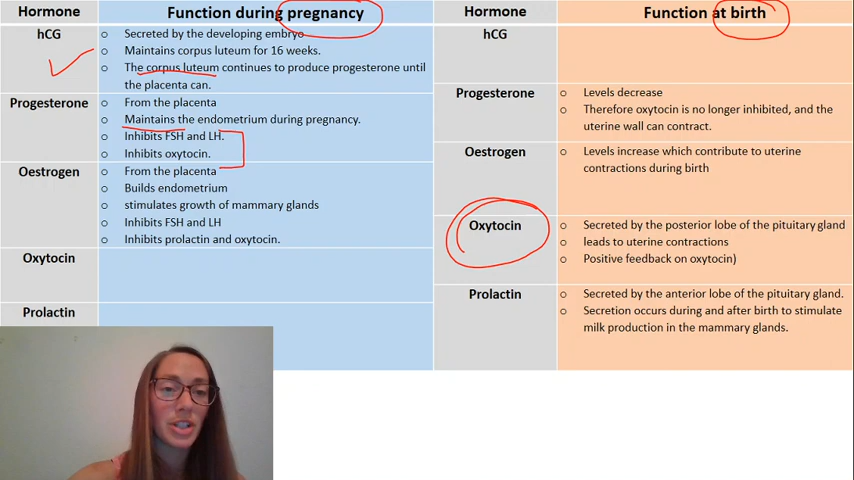 Hormone
Function during pregnancy
hCG
o Secreted by the developing embryo
o Maintains corpus luteum for 16 weeks.
o The corpus luteum continues to produce progesterone until
the placenta can.
Progesterone
o From the placenta
o Maintains the endometrium during pregnancy.
o Inhibits FSH and LH.
o Inhibits oxytocin.
Oestrogen
o From the placenta
o Builds endometrium
o stimulates growth of mammary glands
o Inhibits FSH and LH
o Inhibits prolactin and oxytocin.
Oxytocin
Prolactin
Hormone
Function at birth
hCG
Progesterone
o Levels decrease
o Therefore oxytocin is no longer inhibited, and the
uterine wall can contract.
Oestrogen
o Levels increase which contribute to uterine
contractions during birth
Oxytocin
o Secreted by the posterior lobe of the pituitary gland
o leads to uterine contractions
o Positive feedback on oxytocin)
Prolactin
o Secreted by the anterior lobe of the pituitary gland.
o Secretion occurs during and after birth to stimulate
milk production in the mammary glands.